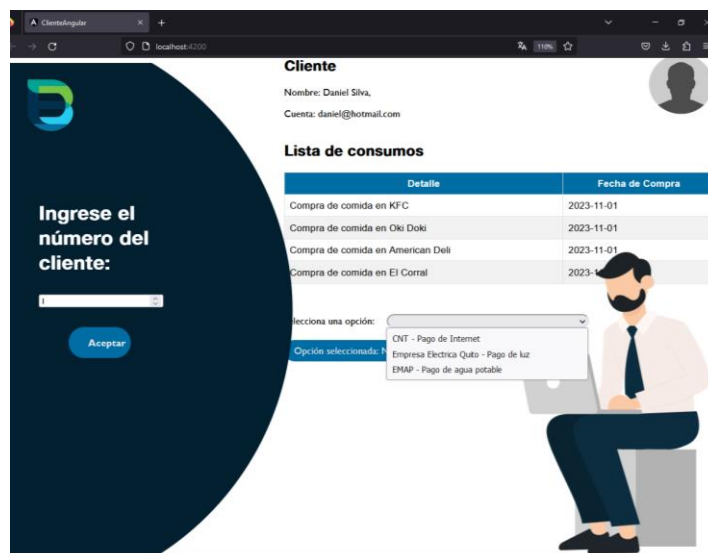 ClienteAngular
localhost:4200
110%
Cliente
Nombre: Daniel Silva,
Cuenta: daniel@hotmail.com
Lista de consumos
Detalle Fecha de Compra
Compra de comida en KFC 2023-11-01
Compra de comida en Oki Doki 2023-11-01
Compra de comida en American Deli 2023-11-01
Compra de comida en El Corral
Ingrese el
número del
cliente:
1
Aceptar
elecciona una opción:
CNT - Pago de Internet
Empresa Electrica Quito - Pago de luz
EMAP - Pago de agua potable
Opción seleccionada: N